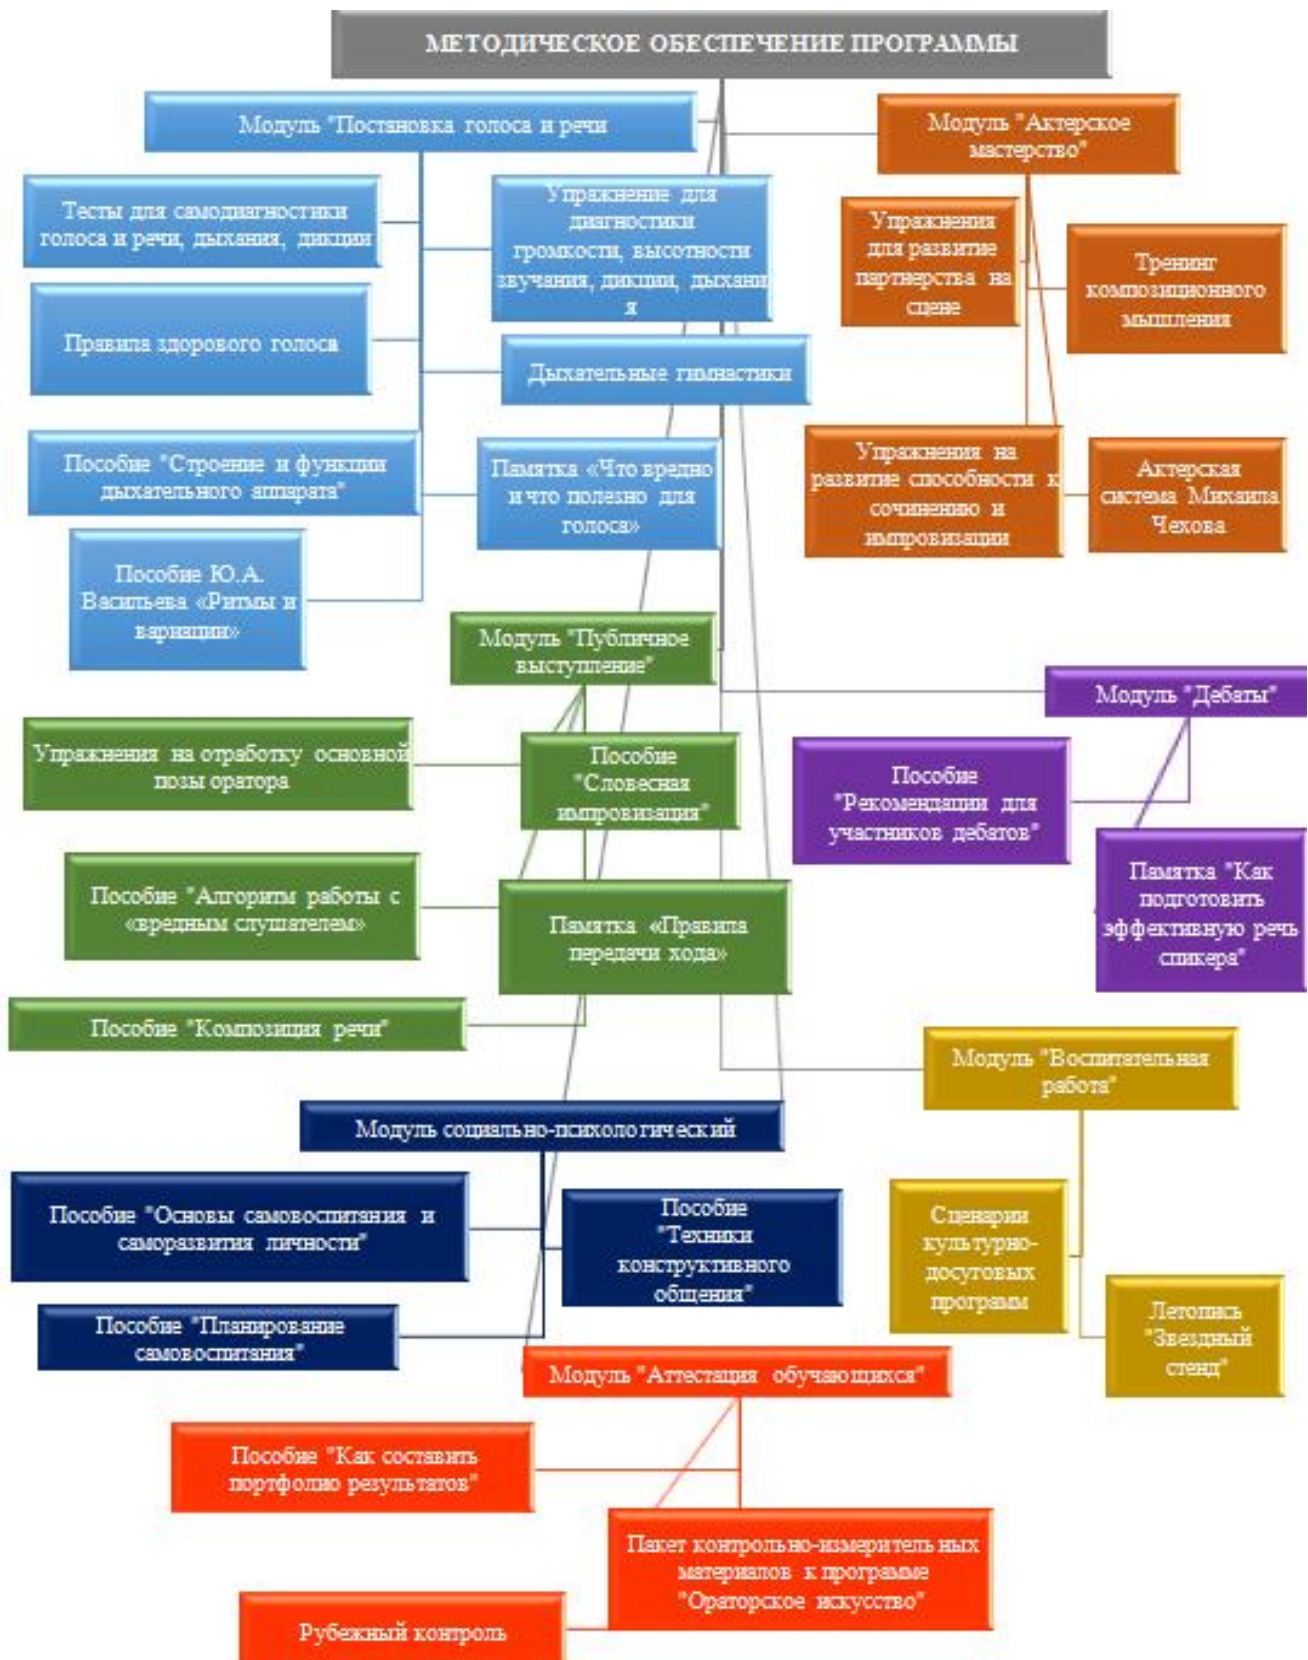 МЕТОДИЧЕСКОЕ ОБЕСПЕЧЕНИЕ ПРОГРАММЫ
Модуль "Постановка голоса и речи
Тесты для самодиагностики
голоса и речи, дыхания, дикции
Упражнение для
диагностики
громкости, высотности
звучания, дикции, дыхани
я
Правила здорового голоса
Дыхательные гимнастики
Пособие "Строение и функции
дыхательного аппарата"
Памятка «Что вредно
и что полезно для
голоса»
Пособие Ю.А.
Васильева «Ритмы и
вариации»
Модуль "Актерское
мастерство"
Упражнения
для развитие
партнерства на
сцене
Тренинг
композиционного
мышления
Упражнения на
развитие способности к
сочинению и
импровизации
Актерская
система Михаила
Чехова
Модуль "Публичное
выступление"
Упражнения на отработку основной
позы оратора
Пособие
"Словесная
импровизация"
Пособие "Алгоритм работы с
«вредным слушателем»
Памятка «Правила
передачи хода»
Пособие "Композиция речи"
Модуль "Дебаты"
Пособие
"Рекомендации для
участников дебатов"
Памятка "Как
подготовить
эффективную речь
спикера"
Модуль "Воспитательная
работа"
Сценарии
культурно-
досуговых
программ
Летопись
"Звездный
стенд"
Модуль социально-психологический
Пособие "Основы самовоспитания и
саморазвития личности"
Пособие
"Техники
конструктивного
общения"
Пособие "Планирование
самовоспитания"
Модуль "Аттестация обучающихся"
Пособие "Как составить
портфолио результатов"
Пакет контрольно-измерительных
материалов к программе
"Ораторское искусство"
Рубежный контроль